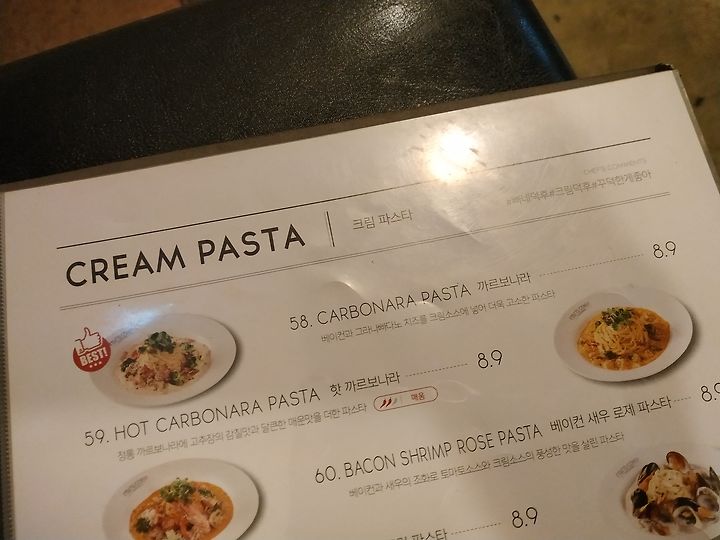 CREAM PASTA | 크림 파스타
CHEF'S COMMENTS
#빠네덕후#크림덕후#꾸덕한게좋아
BEST!
58. CARBONARA PASTA 까르보나라 8.9
베이컨과 그라나빠다노 치즈를 크림소스에 넣어 더욱 고소한 파스타
59. HOT CARBONARA PASTA 핫 까르보나라 8.9
정통 까르보나라에 고추장의 감칠맛과 달큰한 매운맛을 더한 파스타 매움
60. BACON SHRIMP ROSE PASTA 베이컨 새우 로제 파스타 8.9
베이컨과 새우의 조화로 토마토소스와 크림소스의 풍성한 맛을 살린 파스타
파스타 8.9